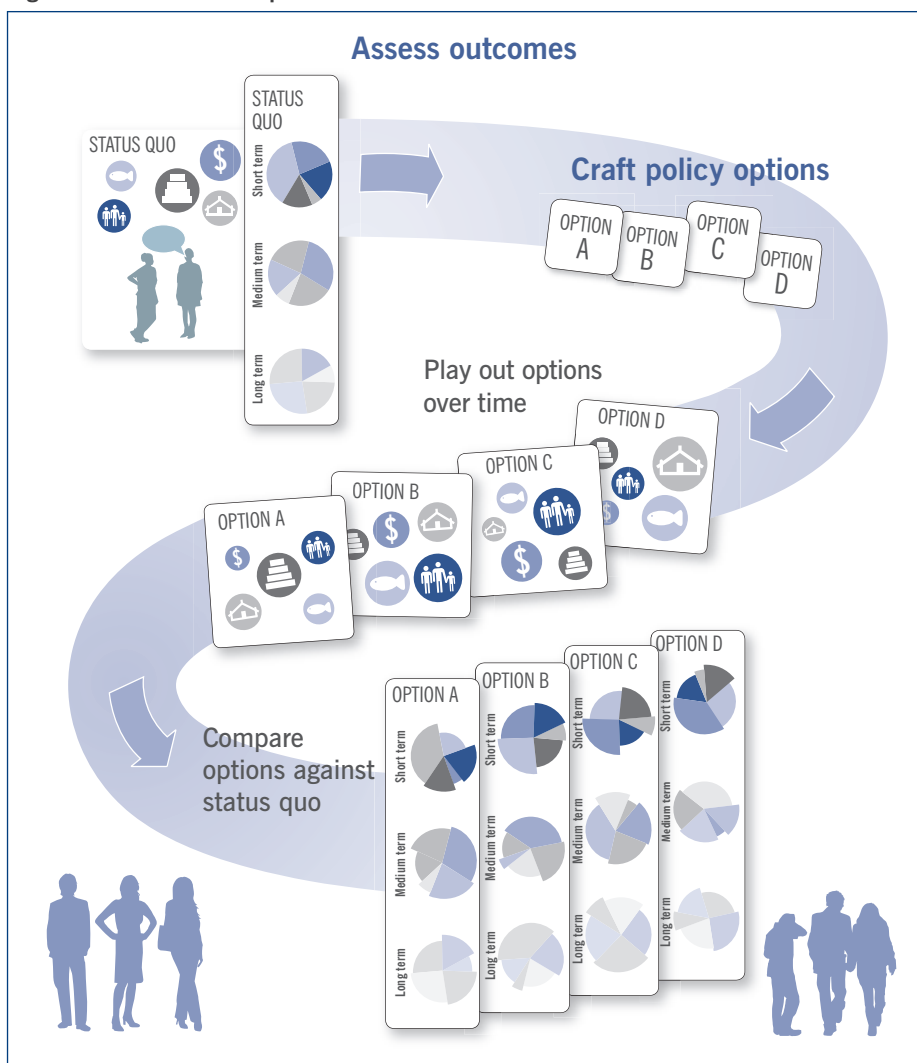 Assess outcomes
STATUS QUO
$
STATUS
QUO
Short term
Medium term
Long term
Craft policy options
OPTION
A
OPTION
B
OPTION
C
OPTION
D
Play out options
over time
OPTION A
$
OPTION B
$
OPTION C
$
OPTION D
$
Compare
options against
status quo
OPTION A
Short term
Medium term
Long term
OPTION B
Short term
Medium term
Long term
OPTION C
Short term
Medium term
Long term
OPTION D
Short term
Medium term
Long term